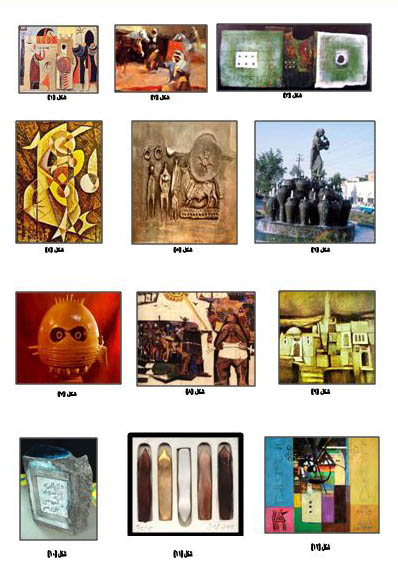 شكل (١)
شكل (٢)
شكل (٣)
شكل (٤)
شكل (٥)
شكل (٦)
شكل (٧)
شكل (٨)
شكل (٩)
شكل (١٠)
شكل (١١)
شكل (١٢)